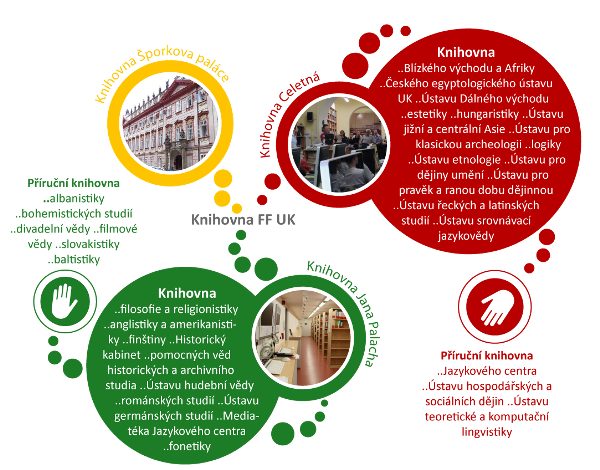 Knihovna Šporkova paláce
Knihovna Celetná
Knihovna
..Blízkého východu a Afriky
..Českého egyptologického ústavu
UK ..Ústavu Dálného východu
..estetiky ..hungaristiky ..Ústavu
jižní a centrální Asie ..Ústavu pro
klasickou archeologii ..logiky
..Ústavu etnologie ..Ústavu pro
dějiny umění ..Ústavu pro
pravěk a ranou dobu dějinnou
..Ústavu řeckých a latinských
studií ..Ústavu srovnávací
jazykovědy
Příruční knihovna
..albanistiky
..bohemistických studií
..divadelní vědy ..filmové
vědy ..slovakistiky
..baltistiky
Knihovna FF UK
Knihovna Jana Palacha
Knihovna
..filosofie a religionistiky
..anglistiky a amerikanisti-
ky ..finštiny ..Historický
kabinet ..pomocných věd
historických a archivního
studia ..Ústavu hudební vědy
..románských studií ..Ústavu
germánských studií ..Media-
téka Jazykového centra
..fonetiky
Příruční knihovna
..Jazykového centra
..Ústavu hospodářských a
sociálních dějin ..Ústavu
teoretické a komputační
lingvistiky